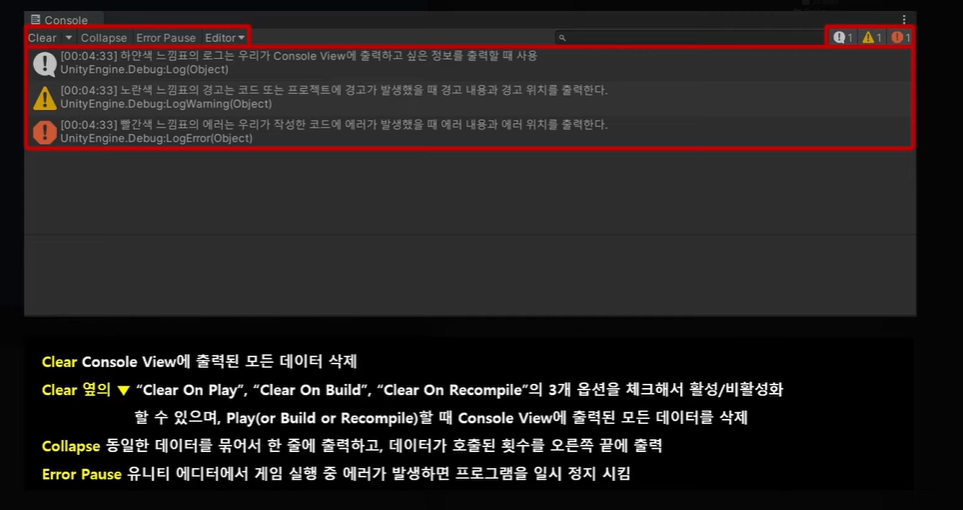 Console
Clear ▼ Collapse Error Pause Editor▼ 1 1 1
[00:04:33] 하얀색 느낌표의 로그는 우리가 Console View에 출력하고 싶은 정보를 출력할 때 사용
UnityEngine.Debug:Log(Object)
[00:04:33] 노란색 느낌표의 경고는 코드 또는 프로젝트에 경고가 발생했을 때 경고 내용과 경고 위치를 출력한다.
UnityEngine.Debug:LogWarning(Object)
[00:04:33] 빨간색 느낌표의 에러는 우리가 작성한 코드에 에러가 발생했을 때 에러 내용과 에러 위치를 출력한다.
UnityEngine.Debug:LogError(Object)
Clear Console View에 출력된 모든 데이터 삭제
Clear 옆의 ▼ “Clear On Play”, “Clear On Build”, “Clear On Recompile”의 3개 옵션을 체크해서 활성/비활성화
할 수 있으며, Play(or Build or Recompile)할 때 Console View에 출력된 모든 데이터를 삭제
Collapse 동일한 데이터를 묶어서 한 줄에 출력하고, 데이터가 호출된 횟수를 오른쪽 끝에 출력
Error Pause 유니티 에디터에서 게임 실행 중 에러가 발생하면 프로그램을 일시 정지 시킴